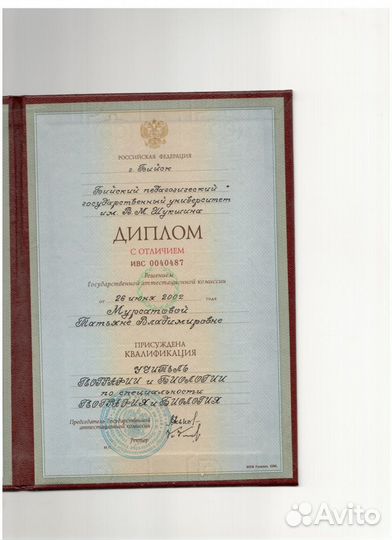 РОССИЙСКАЯ ФЕДЕРАЦИЯ
г. Бийск
Бийский педагогический
государственный университет
им. В. М. Шукшина
ДИПЛОМ
С ОТЛИЧИЕМ
ИВС 0040487
Решением
Государственной аттестационной комиссии
от 26 июня 2002 года
Мурсатовой
Татьяне Владимировне
ПРИСУЖДЕНА
КВАЛИФИКАЦИЯ
УЧИТЕЛЬ
ГЕОГРАФИИ и БИОЛОГИИ
по специальности
ГЕОГРАФИЯ и БИОЛОГИЯ
Председатель Государственной
аттестационной комиссии
Ректор
М.П.
Avito